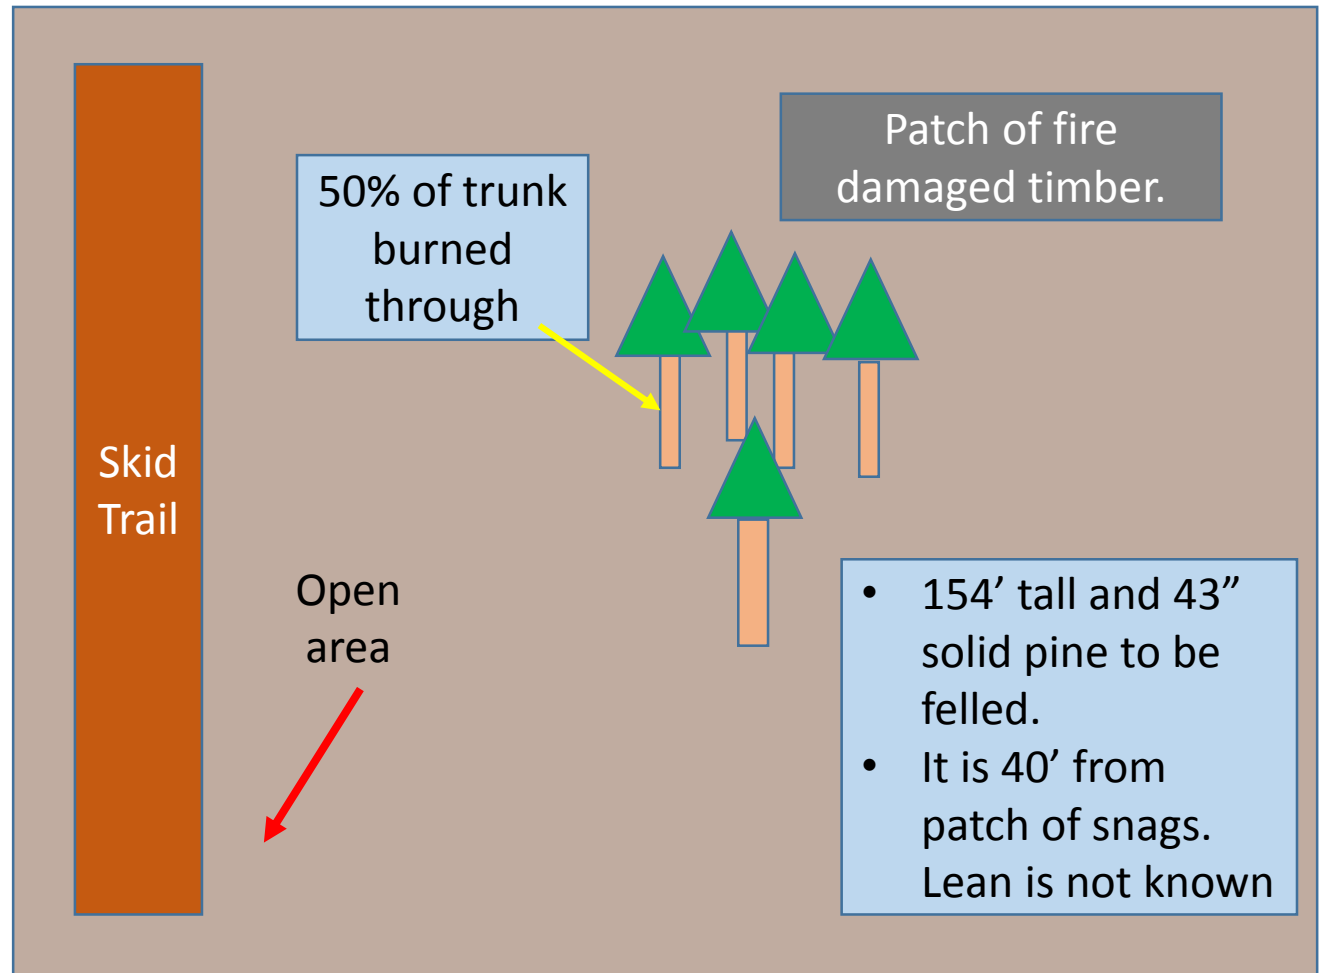 Patch of fire
damaged timber.
50% of trunk
burned
through
Skid
Trail
Open
area
• 154’ tall and 43”
solid pine to be
felled.
• It is 40’ from
patch of snags.
Lean is not known